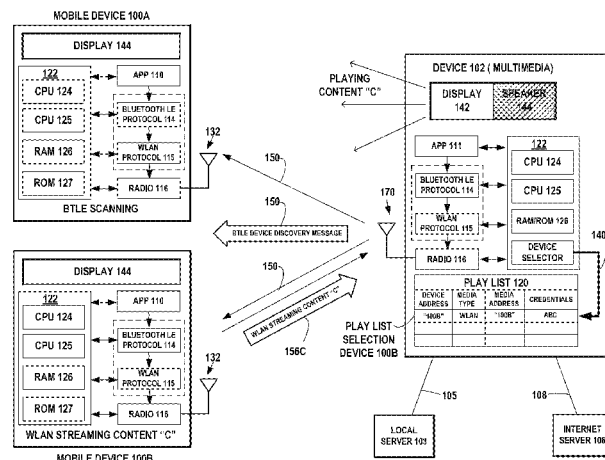 MOBILE DEVICE 100A
DISPLAY 144
122
CPU 124
CPU 125
RAM 126
ROM 127
APP 110
BLUETOOTH LE
PROTOCOL 114
WLAN
PROTOCOL 115
RADIO 116
132
BTLE SCANNING
DISPLAY 144
122
CPU 124
CPU 125
RAM 126
ROM 127
APP 110
BLUETOOTH LE
PROTOCOL 114
WLAN
PROTOCOL 115
RADIO 116
132
WLAN STREAMING CONTENT "C"
MOBILE DEVICE 100B
150
150
BTLE DEVICE DISCOVERY MESSAGE
150
WLAN STREAMING CONTENT "C"
156C
PLAYING
CONTENT "C"
170
DEVICE 102 ( MULTIMEDIA)
DISPLAY
142
SPEAKER
144
APP 111
BLUETOOTH LE
PROTOCOL 114
WLAN
PROTOCOL 115
RADIO 116
122
CPU 124
CPU 125
RAM/ROM 126
DEVICE
SELECTOR
140
PLAY LIST 120
DEVICE
ADDRESS
MEDIA
TYPE
MEDIA
ADDRESS
CREDENTIALS
"100B"
WLAN
"100B"
ABC
PLAY LIST
SELECTION
DEVICE 100B
105
108
LOCAL
SERVER 103
INTERNET
SERVER 106